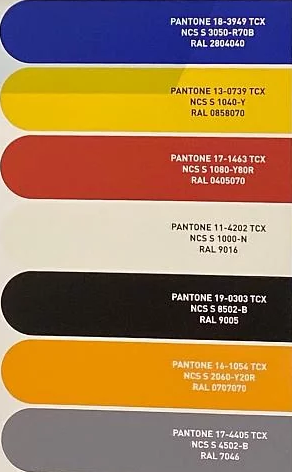 PANTONE 18-3949 TCX
NCS S 3050-R70B
RAL 2804040
PANTONE 13-0739 TCX
NCS S 1040-Y
RAL 0858070
PANTONE 17-1463 TCX
NCS S 1080-Y80R
RAL 0405070
PANTONE 11-4202 TCX
NCS S 1000-N
RAL 9016
PANTONE 19-0303 TCX
NCS S 8502-B
RAL 9005
PANTONE 16-1054 TCX
NCS S 2060-Y20R
RAL 0707070
PANTONE 17-4405 TCX
NCS S 4502-B
RAL 7046